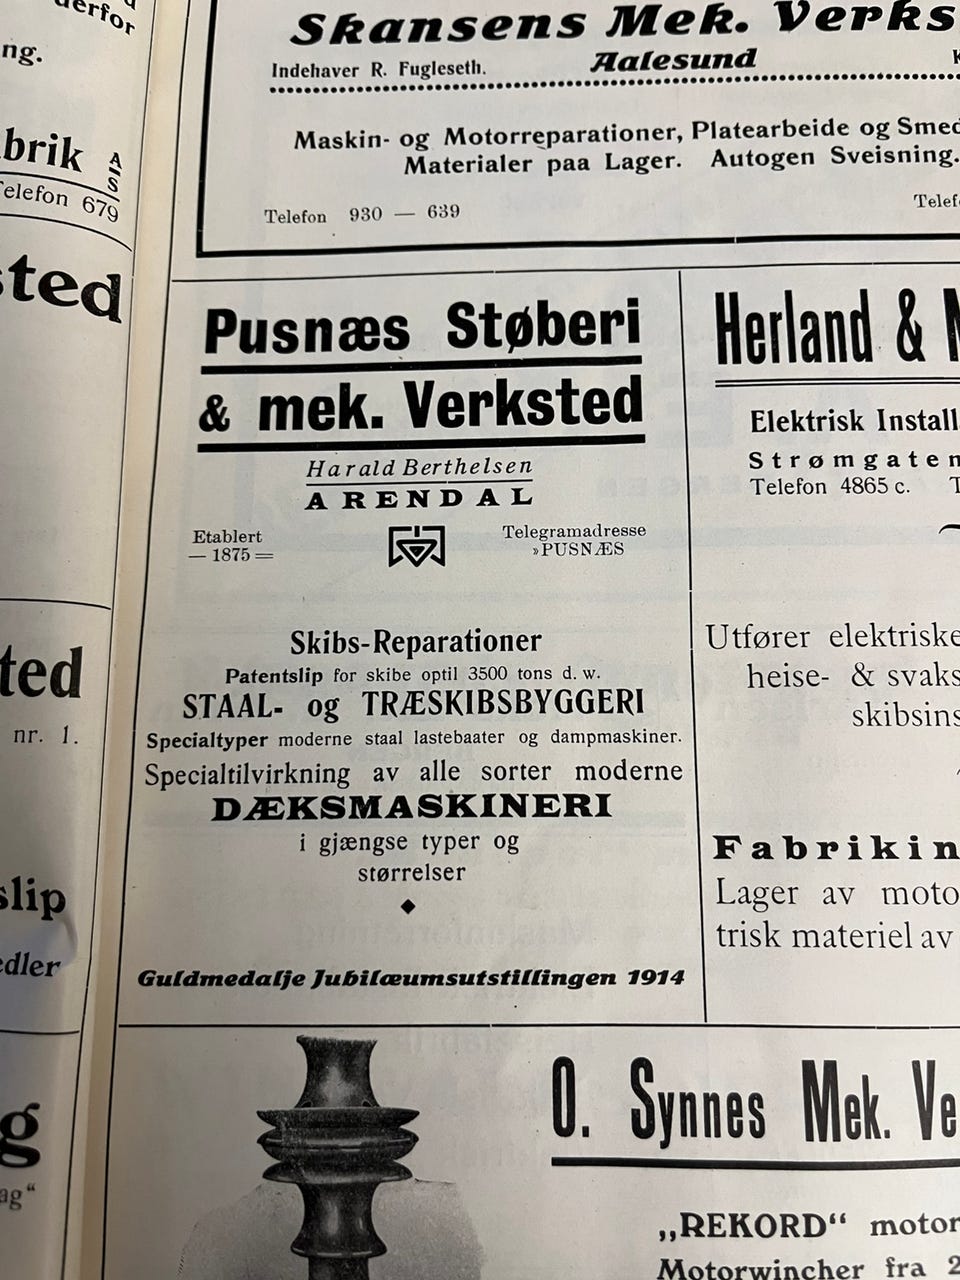 ng.
brik A/S
Telefon 679
sted
ted
nr. 1.
slip
edler
g
ag“
Skansens Mek. Verks
Indehaver R. Fugleseth. Aalesund
Maskin- og Motorreparationer, Platearbeide og Smed
Materialer paa Lager. Autogen Sveisning.
Telefon 930 — 639
Pusnæs Støberi
& mek. Verksted
Harald Berthelsen
ARENDAL
Etablert
— 1875 =
Telegramadresse
»PUSNÆS
Skibs-Reparationer
Patentslip for skibe optil 3500 tons d. w.
STAAL- og TRÆSKIBSBYGGERI
Specialtyper moderne staal lastebaater og dampmaskiner.
Specialtilvirkning av alle sorter moderne
DÆKSMASKINERI
i gjængse typer og
størrelser
Guldmedalje Jubilæumsutstillingen 1914
Herland &
Elektrisk Install
Strømgaten
Telefon 4865 c.
Utfører elektriske
heise- & svaks
skibsins
Fabrikin
Lager av moto
trisk materiel av
O. Synnes Mek. Ve
„REKORD“ motor
Motorwincher fra 2